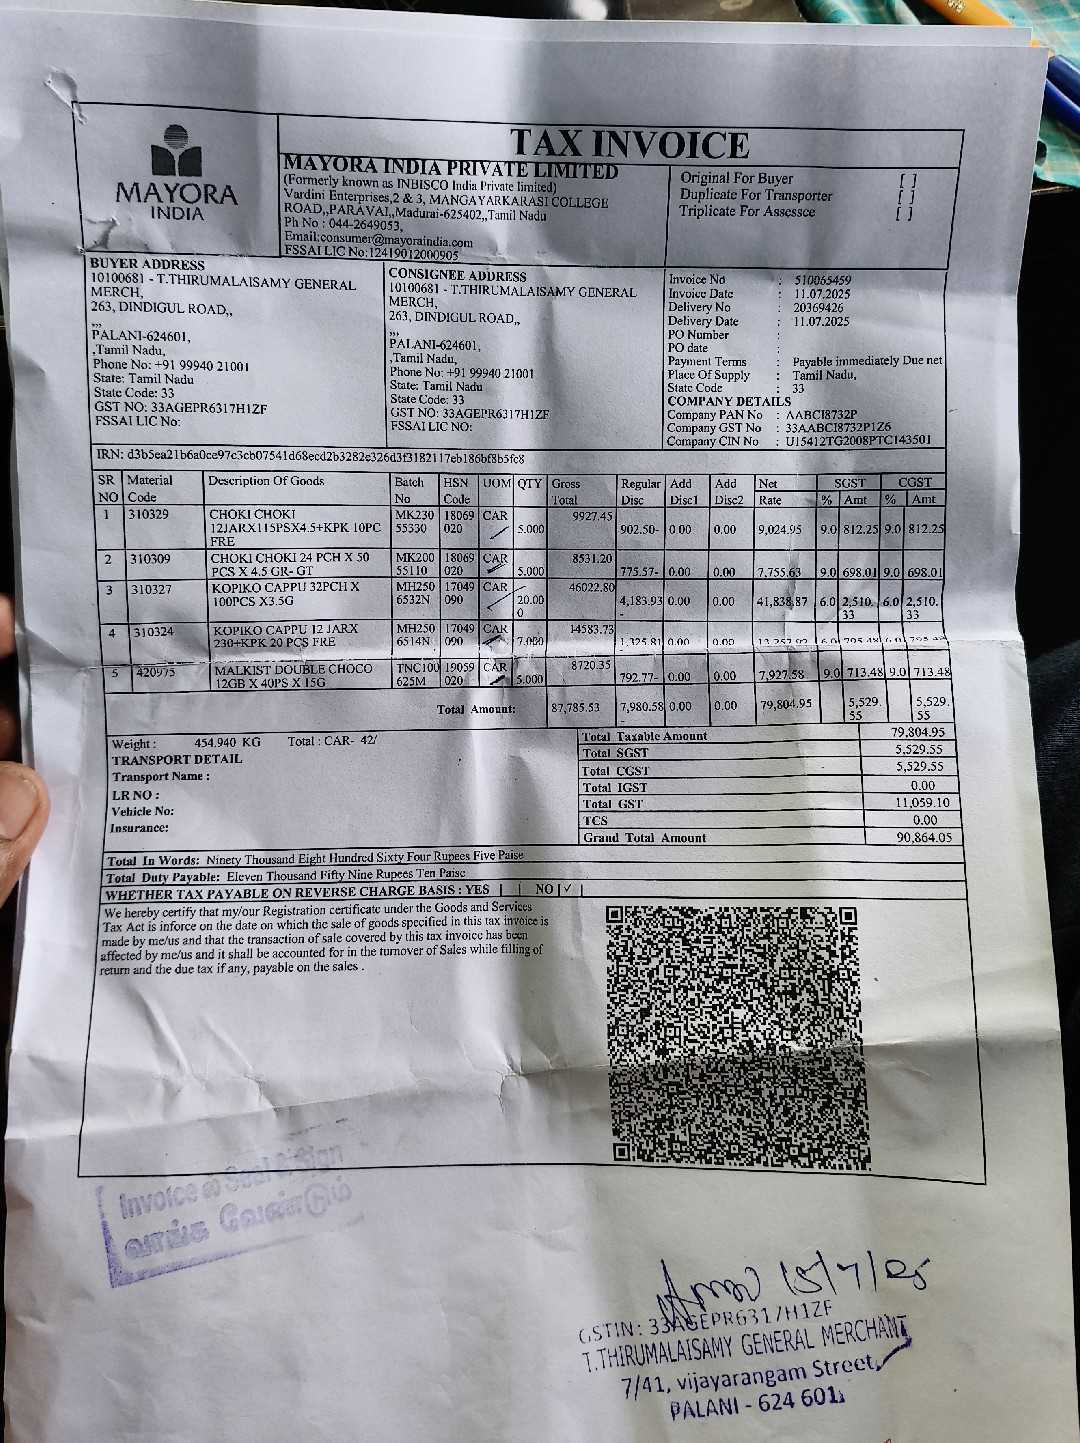 TAX INVOICE
MAYORA
INDIA
MAYORA INDIA PRIVATE LIMITED
(Formerly known as INBISCO India Private limited)
Vardini Enterprises,2 & 3, MANGAYARKARASI COLLEGE
ROAD,,PARAVAI,,Madurai-625402,,Tamil Nadu
Ph No : 044-2649053,
Email:consumer@mayoraindia.com
FSSAI LIC No:12419012000905
Original For Buyer [ ]
Duplicate For Transporter [ ]
Triplicate For Assessce [ ]
BUYER ADDRESS
10100681 - T.THIRUMALAISAMY GENERAL
MERCH,
263, DINDIGUL ROAD,,
,,,
PALANI-624601,
,Tamil Nadu,
Phone No: +91 99940 21001
State: Tamil Nadu
State Code: 33
GST NO: 33AGEPR6317H1ZF
FSSAI LIC No:
CONSIGNEE ADDRESS
10100681 - T.THIRUMALAISAMY GENERAL
MERCH,
263, DINDIGUL ROAD,,
,,,
PALANI-624601,
,Tamil Nadu,
Phone No: +91 99940 21001
State: Tamil Nadu
State Code: 33
GST NO: 33AGEPR6317H1ZF
FSSAI LIC NO:
Invoice No : 510065459
Invoice Date : 11.07.2025
Delivery No : 20369426
Delivery Date : 11.07.2025
PO Number :
PO date :
Payment Terms : Payable immediately Due net
Place Of Supply : Tamil Nadu,
State Code : 33
COMPANY DETAILS
Company PAN No : AABCI8732P
Company GST No : 33AABCI8732P1Z6
Company CIN No : U15412TG2008PTC143501
IRN: d3b5ea21b6a0ce97c3cb07541d68ecd2b3282c326d3f3182117eb186bf8b5fc8
SR Material Description Of Goods Batch HSN UOM QTY Gross Regular Add Add Net SGST CGST
NO Code No Code Total Disc Disc1 Disc2 Rate % Amt % Amt
1 310329 CHOKI CHOKI MK230 18069 CAR 9927.45
12JARX115PSX4.5+KPK 10PC 55330 020 5.000 902.50- 0.00 0.00 9,024.95 9.0 812.25 9.0 812.25
FRE
2 310309 CHOKI CHOKI 24 PCH X 50 MK200 18069 CAR 8531.20
PCS X 4.5 GR- GT 55110 020 5.000 775.57- 0.00 0.00 7,755.63 9.0 698.01 9.0 698.01
3 310327 KOPIKO CAPPU 32PCH X MH250 17049 CAR 46022.80
100PCS X3.5G 6532N 090 20.00 4,183.93 0.00 0.00 41,838.87 6.0 2,510. 6.0 2,510.
0 - 33 33
4 310324 KOPIKO CAPPU 12 JARX MH250 17049 CAR 14583.73
230+KPK 20 PCS FRE 6514N 090 7.000 1,325.81 0.00 0.00 13,257.92 6.0 795.48 6.0 795.48
5 420975 MALKIST DOUBLE CHOCO TNC100 19059 CAR 8720.35
12GB X 40PS X 15G 625M 020 5.000 792.77- 0.00 0.00 7,927.58 9.0 713.48 9.0 713.48
Total Amount: 87,785.53 7,980.58 0.00 0.00 79,804.95 5,529. 5,529.
- 55 55
Weight : 454.940 KG Total : CAR- 42/
TRANSPORT DETAIL
Transport Name :
LR NO :
Vehicle No:
Insurance:
Total Taxable Amount 79,804.95
Total SGST 5,529.55
Total CGST 5,529.55
Total IGST 0.00
Total GST 11,059.10
TCS 0.00
Grand Total Amount 90,864.05
Total In Words: Ninety Thousand Eight Hundred Sixty Four Rupees Five Paise
Total Duty Payable: Eleven Thousand Fifty Nine Rupees Ten Paise
WHETHER TAX PAYABLE ON REVERSE CHARGE BASIS : YES | | NO |✓|
We hereby certify that my/our Registration certificate under the Goods and Services
Tax Act is inforce on the date on which the sale of goods specified in this tax invoice is
made by me/us and that the transaction of sale covered by this tax invoice has been
affected by me/us and it shall be accounted for in the turnover of Sales while filling of
return and the due tax if any, payable on the sales .
Invoice ல் Seal & Sign
வாங்க வேண்டும்
15/7/25
GSTIN: 33AGEPR6317H1ZF
T.THIRUMALAISAMY GENERAL MERCHANT
7/41, vijayarangam Street,
PALANI - 624 601.